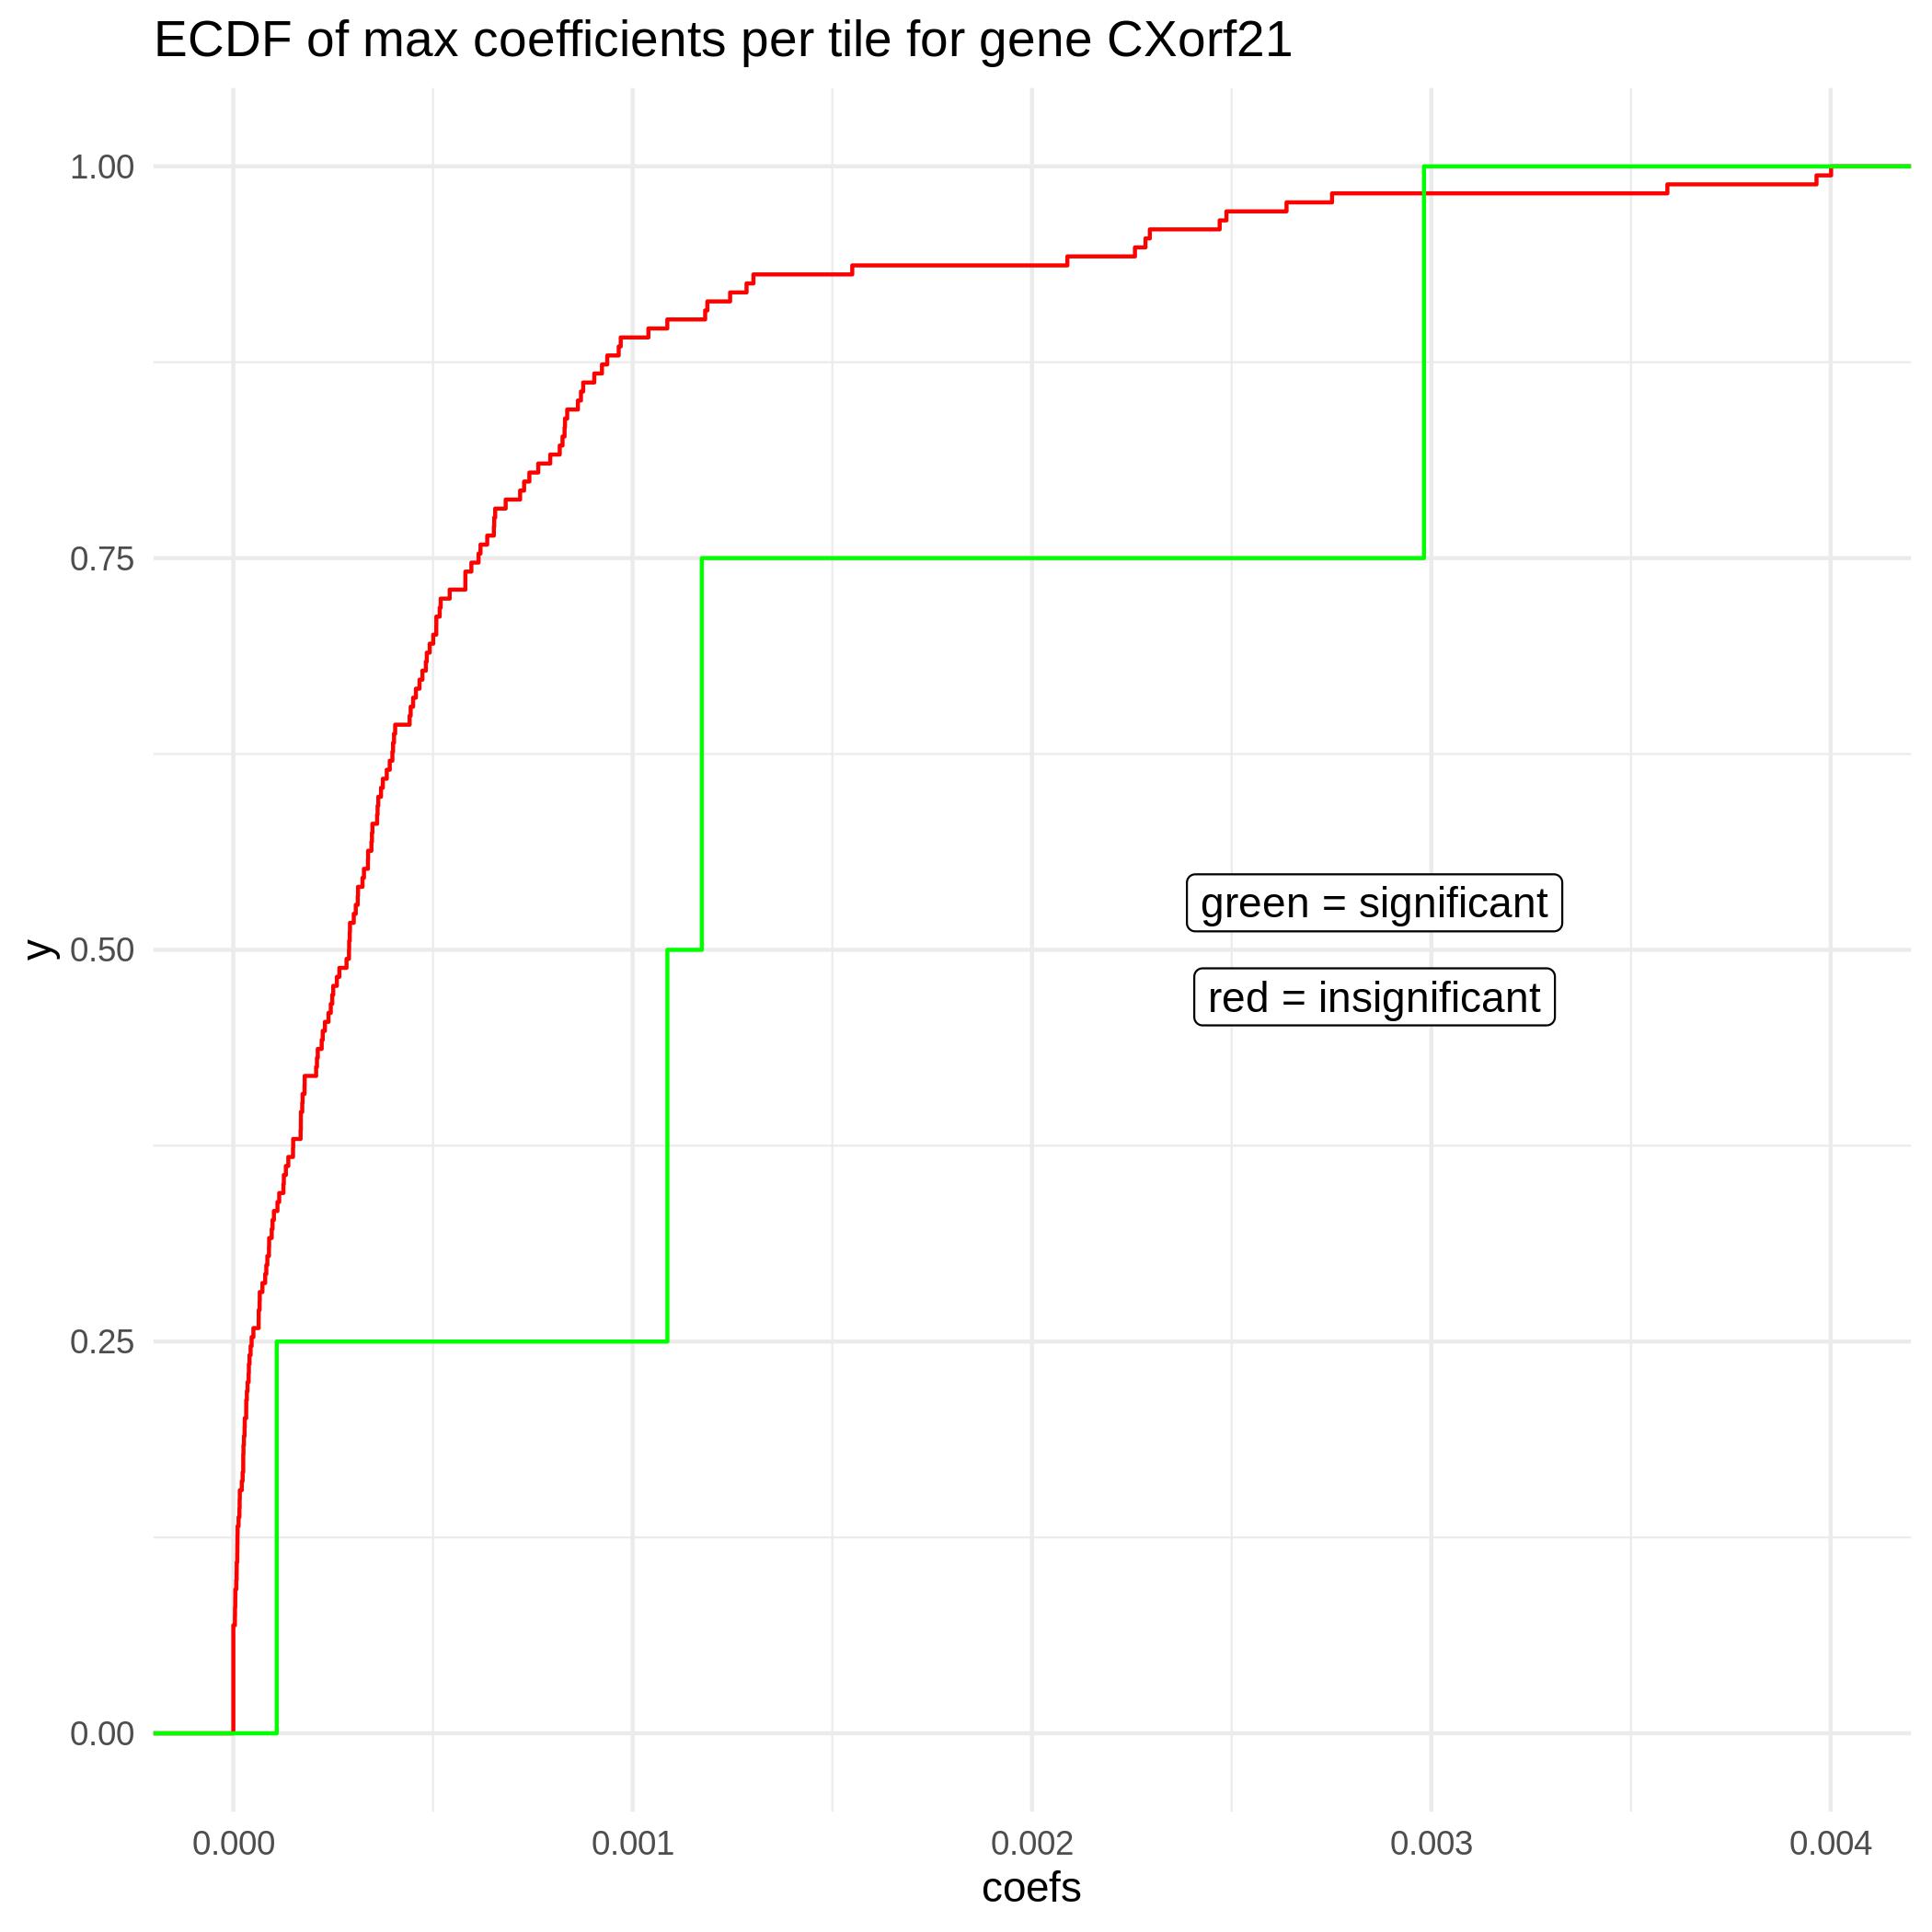 ECDF of max coefficients per tile for gene CXorf21
1.00
0.75
0.50
0.25
0.00
y
green = significant
red = insignificant
0.000 0.001 0.002 0.003 0.004
coefs